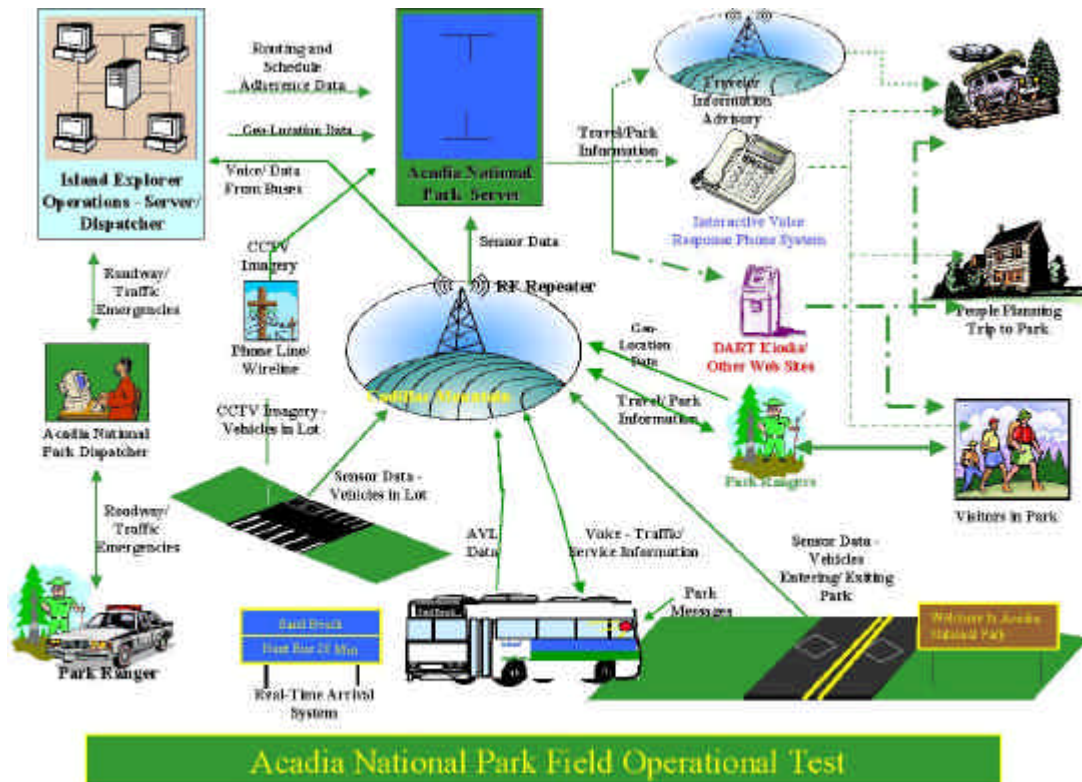 Routing and
Schedule
Adherence Data
Geo-Location Data
Voice/ Data
From Buses
Island Explorer
Operations - Server/
Dispatcher
Acadia National
Park Server
Travel/Park
Information
Traveler
Information
Advisory
Interactive Voice
Response Phone System
CCTV
Imagery
Sensor Data
RF Repeater
Roadway/
Traffic
Emergencies
Phone Line/
Wireline
Cadillac Mountain
Geo-
Location
Data
DART Kiosks/
Other Web Sites
People Planning
Trip to Park
Travel/ Park
Information
CCTV Imagery -
Vehicles in Lot
Acadia National
Park Dispatcher
Sensor Data -
Vehicles in Lot
Park Rangers
Visitors in Park
Roadway/
Traffic
Emergencies
AVL
Data
Voice - Traffic/
Service Information
Sensor Data -
Vehicles
Entering/ Exiting
Park
Park
Messages
Sand Beach
Next Bus 20 Min
Welcome to Acadia
National Park
Park Ranger
Real-Time Arrival
System
Acadia National Park Field Operational Test